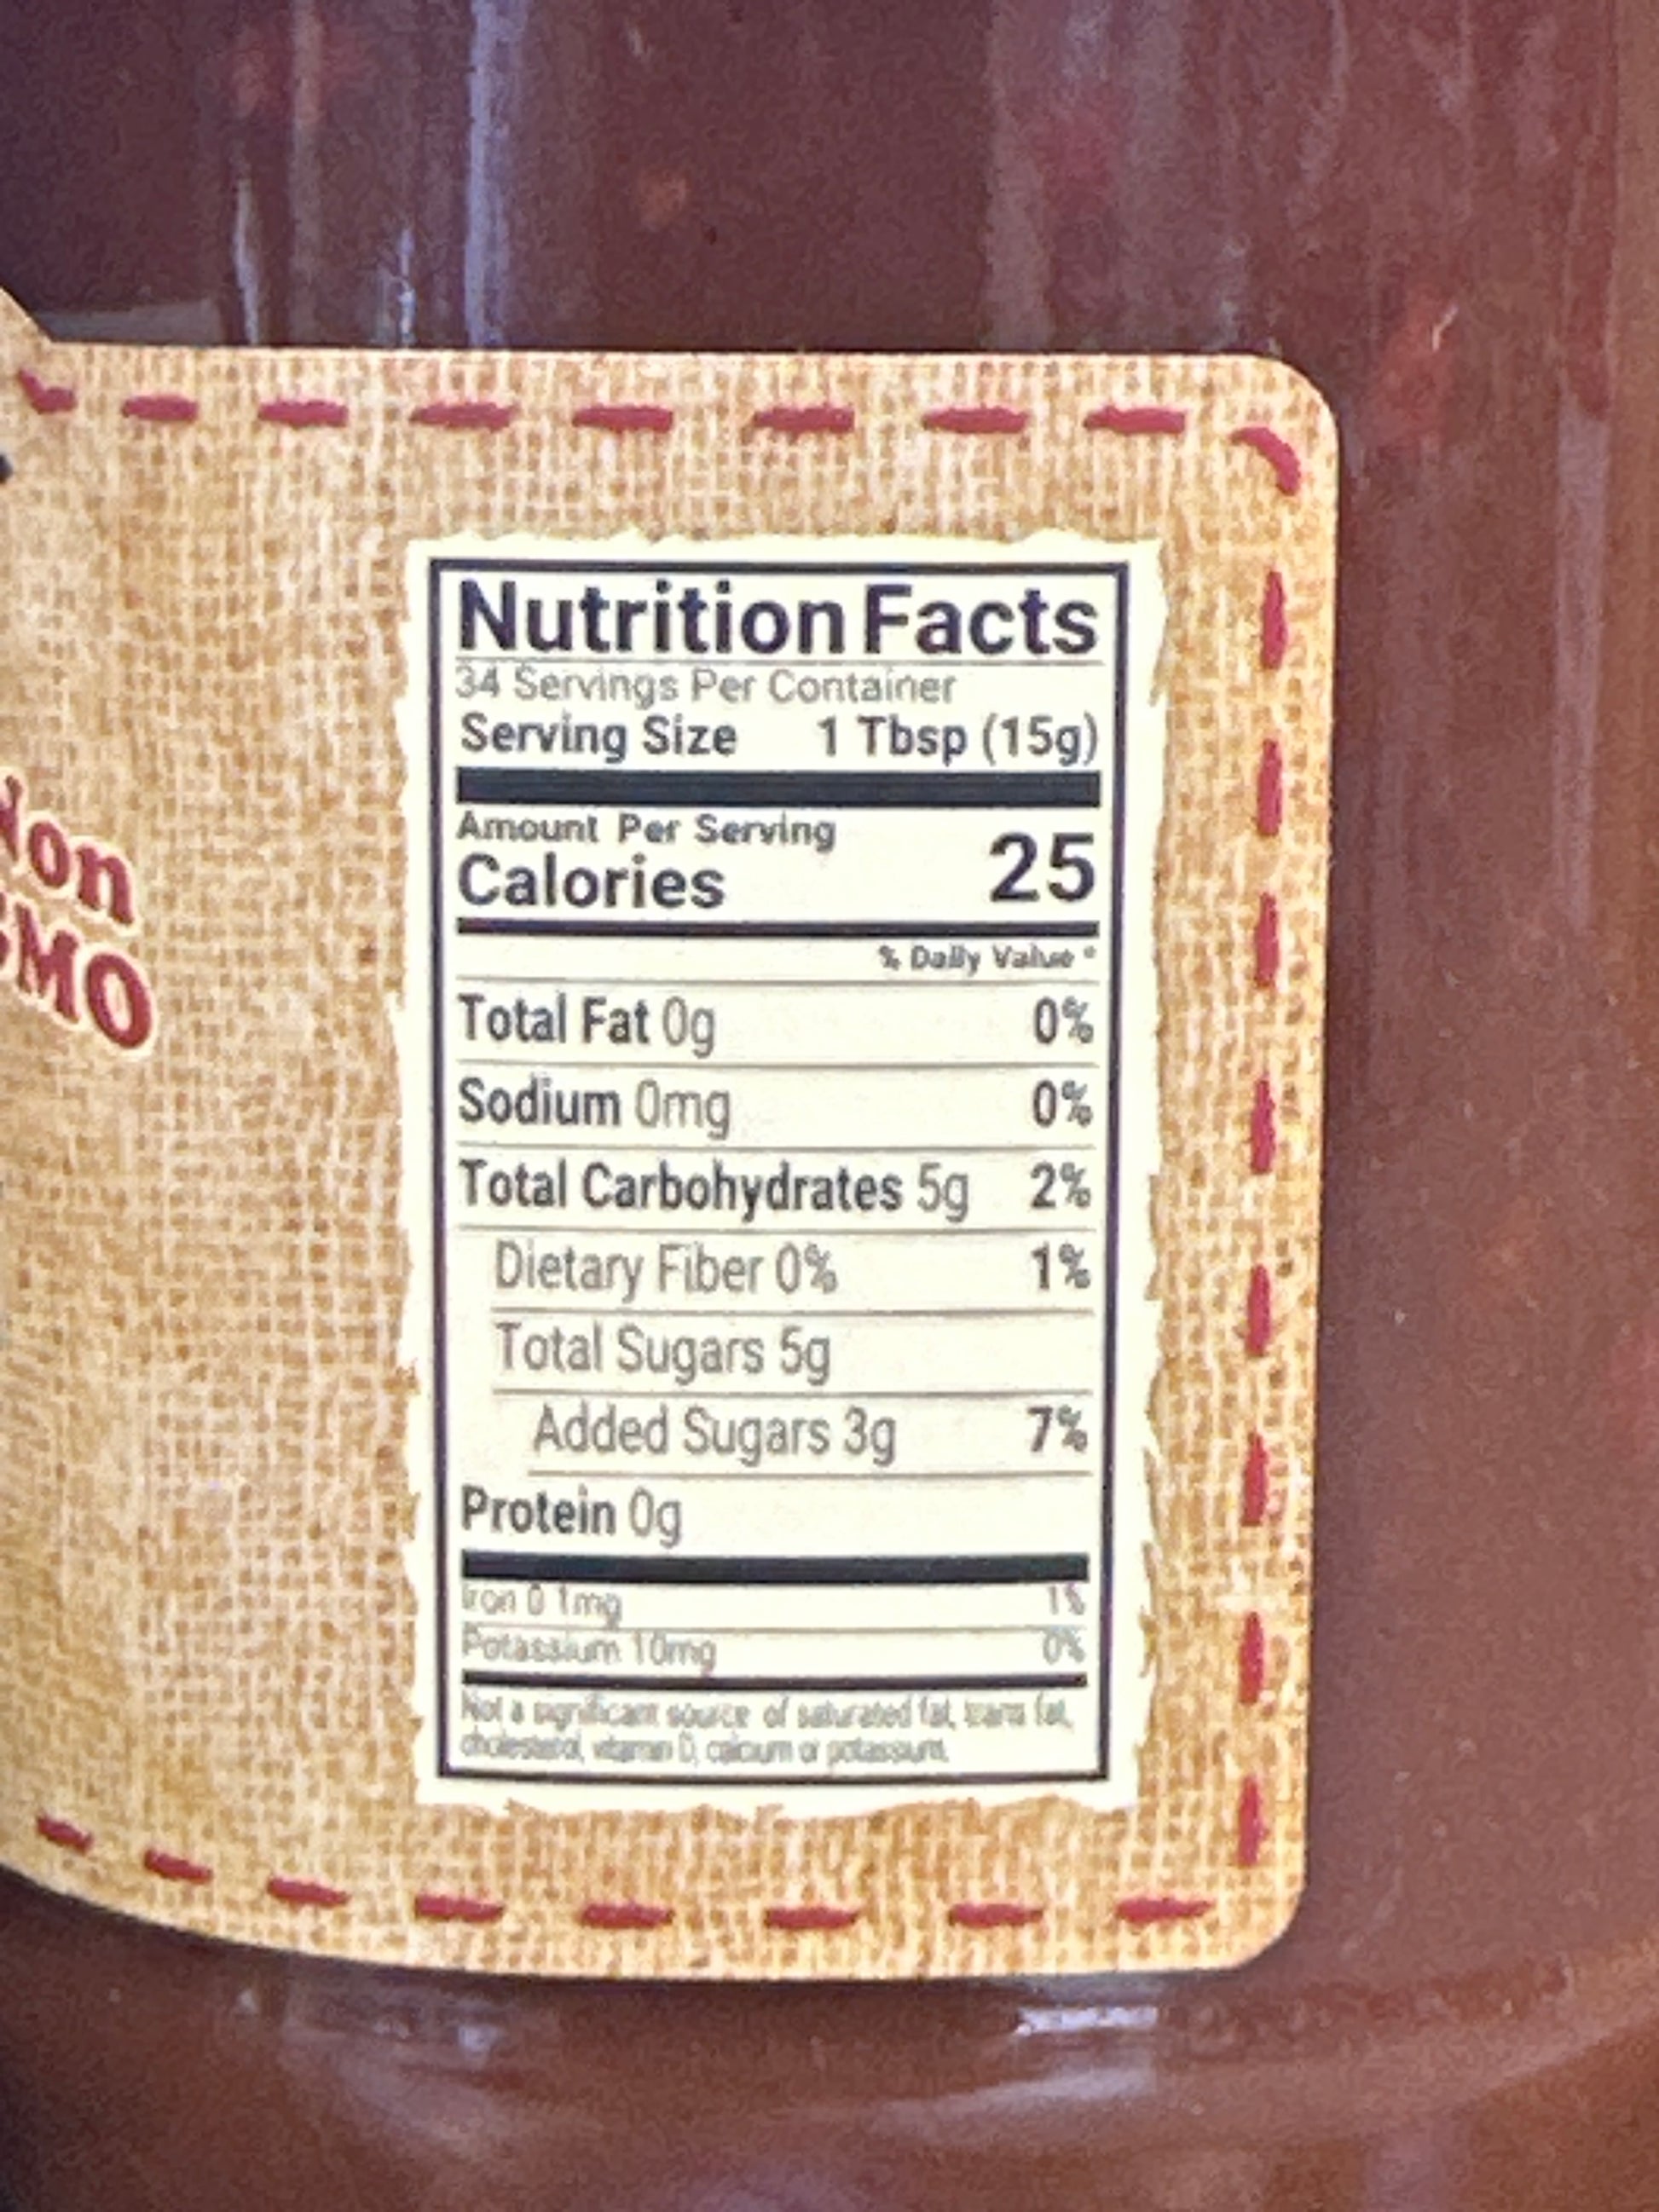 Non
GMO
Nutrition Facts
34 Servings Per Container
Serving Size 1 Tbsp (15g)
Amount Per Serving
Calories 25
% Daily Value *
Total Fat 0g 0%
Sodium 0mg 0%
Total Carbohydrates 5g 2%
Dietary Fiber 0% 1%
Total Sugars 5g
Added Sugars 3g 7%
Protein 0g
Iron 0.1mg 1%
Potassium 10mg 0%
Not a significant source of saturated fat, trans fat,
cholesterol, vitamin D, calcium or potassium.